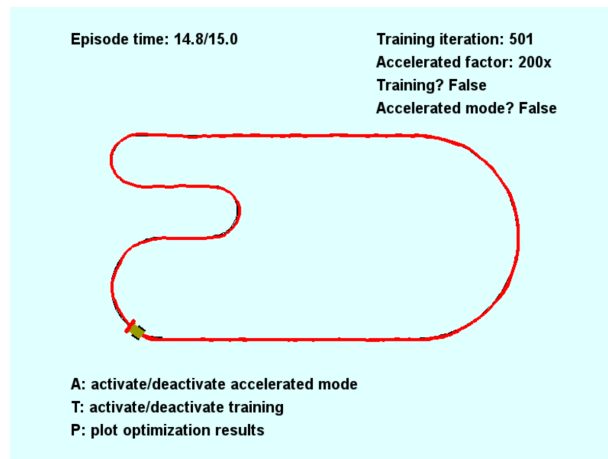 Episode time: 14.8/15.0
Training iteration: 501
Accelerated factor: 200x
Training? False
Accelerated mode? False
A: activate/deactivate accelerated mode
T: activate/deactivate training
P: plot optimization results